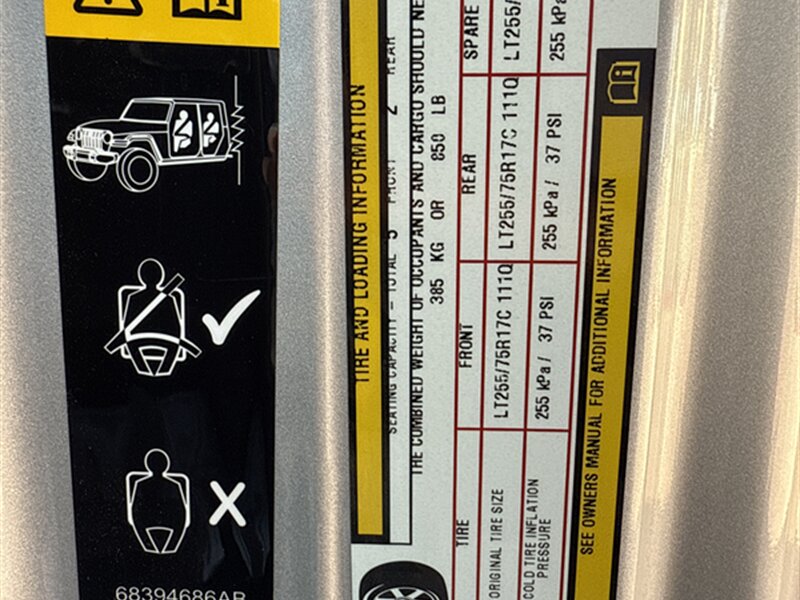 TIRE AND LOADING INFORMATION
SEATING CAPACITY – TOTAL 5 FRONT 2 REAR
THE COMBINED WEIGHT OF OCCUPANTS AND CARGO SHOULD NE
385 KG OR 850 LB
TIRE FRONT REAR SPARE
ORIGINAL TIRE SIZE LT255/75R17C 111Q LT255/75R17C 111Q LT255/
COLD TIRE INFLATION PRESSURE 255 kPa / 37 PSI 255 kPa / 37 PSI 255 kPa
SEE OWNERS MANUAL FOR ADDITIONAL INFORMATION
68394686AB